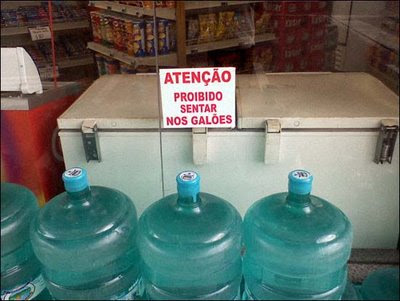 ATENÇÃO
PROIBIDO
SENTAR
NOS GALÕES